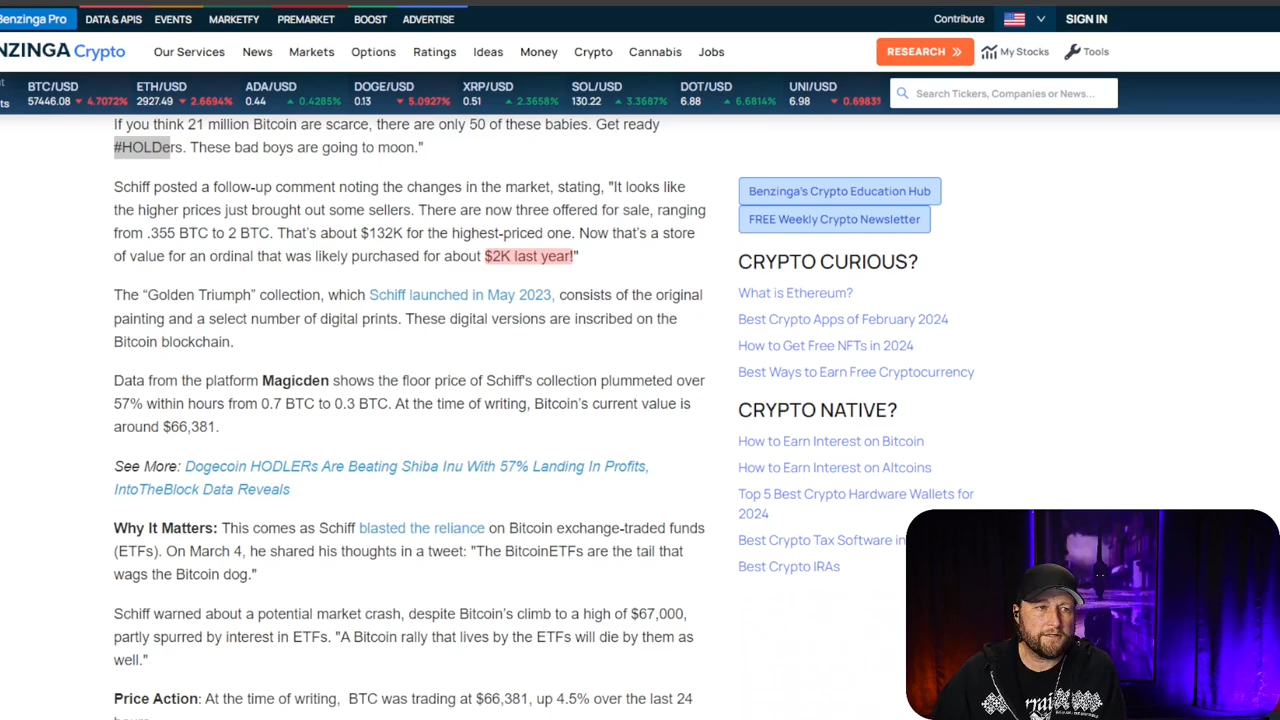 Benzinga Pro DATA & APIS EVENTS MARKETFY PREMARKET BOOST ADVERTISE Contribute SIGN IN
NZINGA Crypto Our Services News Markets Options Ratings Ideas Money Crypto Cannabis Jobs RESEARCH My Stocks Tools
BTC/USD ETH/USD ADA/USD DOGE/USD XRP/USD SOL/USD DOT/USD UNI/USD
57446.08 4.7072% 2927.49 2.6694% 0.44 0.4285% 0.13 5.0927% 0.51 2.3658% 130.22 3.3687% 6.88 6.6814% 6.98 0.6983%
Search Tickers, Companies or News...
If you think 21 million Bitcoin are scarce, there are only 50 of these babies. Get ready
#HOLDers. These bad boys are going to moon."
Schiff posted a follow-up comment noting the changes in the market, stating, "It looks like
the higher prices just brought out some sellers. There are now three offered for sale, ranging
from .355 BTC to 2 BTC. That's about $132K for the highest-priced one. Now that's a store
of value for an ordinal that was likely purchased for about $2K last year!"
The “Golden Triumph” collection, which Schiff launched in May 2023, consists of the original
painting and a select number of digital prints. These digital versions are inscribed on the
Bitcoin blockchain.
Data from the platform Magicden shows the floor price of Schiff's collection plummeted over
57% within hours from 0.7 BTC to 0.3 BTC. At the time of writing, Bitcoin's current value is
around $66,381.
See More: Dogecoin HODLERs Are Beating Shiba Inu With 57% Landing In Profits,
IntoTheBlock Data Reveals
Why It Matters: This comes as Schiff blasted the reliance on Bitcoin exchange-traded funds
(ETFs). On March 4, he shared his thoughts in a tweet: "The BitcoinETFs are the tail that
wags the Bitcoin dog."
Schiff warned about a potential market crash, despite Bitcoin's climb to a high of $67,000,
partly spurred by interest in ETFs. "A Bitcoin rally that lives by the ETFs will die by them as
well."
Price Action: At the time of writing, BTC was trading at $66,381, up 4.5% over the last 24
Benzinga's Crypto Education Hub
FREE Weekly Crypto Newsletter
CRYPTO CURIOUS?
What is Ethereum?
Best Crypto Apps of February 2024
How to Get Free NFTs in 2024
Best Ways to Earn Free Cryptocurrency
CRYPTO NATIVE?
How to Earn Interest on Bitcoin
How to Earn Interest on Altcoins
Top 5 Best Crypto Hardware Wallets for
2024
Best Crypto Tax Software in
Best Crypto IRAs